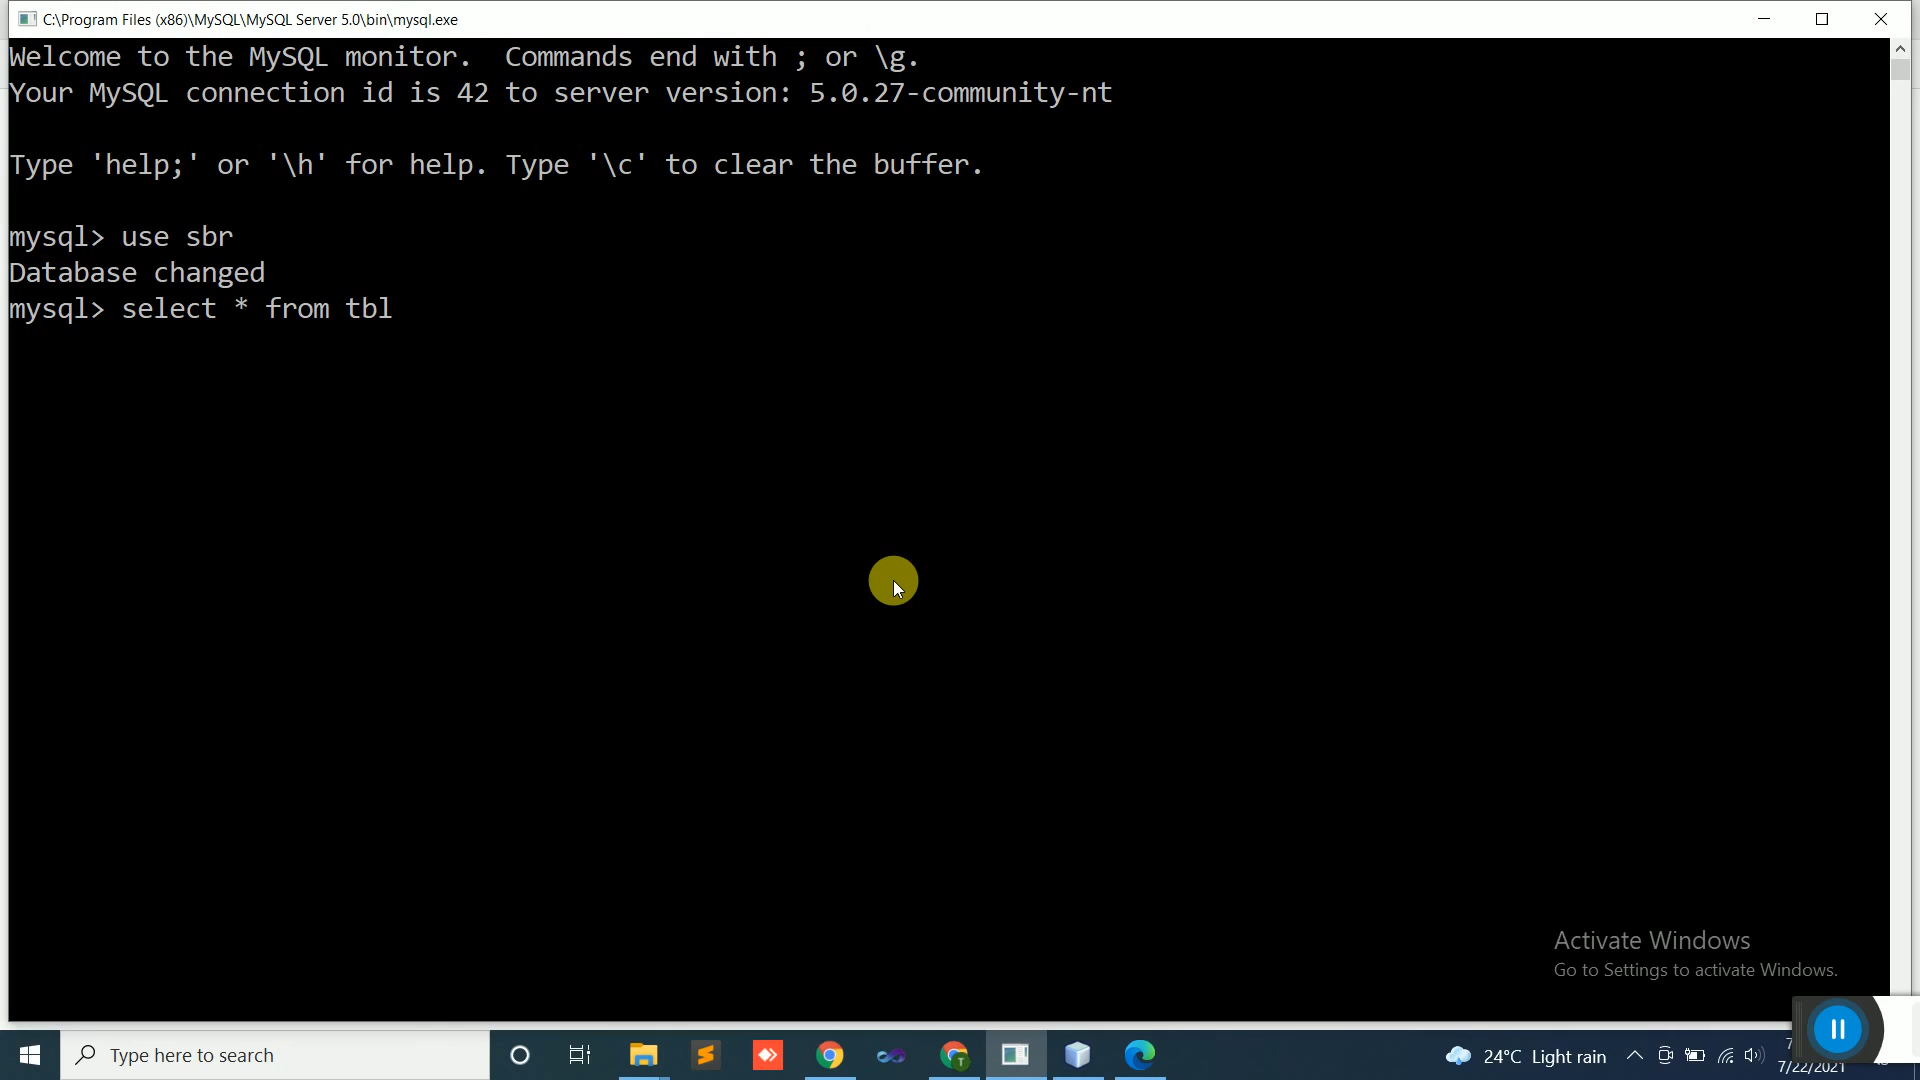 C:\Program Files (x86)\MySQL\MySQL Server 5.0\bin\mysql.exe
Welcome to the MySQL monitor.  Commands end with ; or \g.
Your MySQL connection id is 42 to server version: 5.0.27-community-nt
Type 'help;' or '\h' for help. Type '\c' to clear the buffer.
mysql> use sbr
Database changed
mysql> select * from tbl
Activate Windows
Go to Settings to activate Windows.
Type here to search
24°C Light rain
7/22/2021